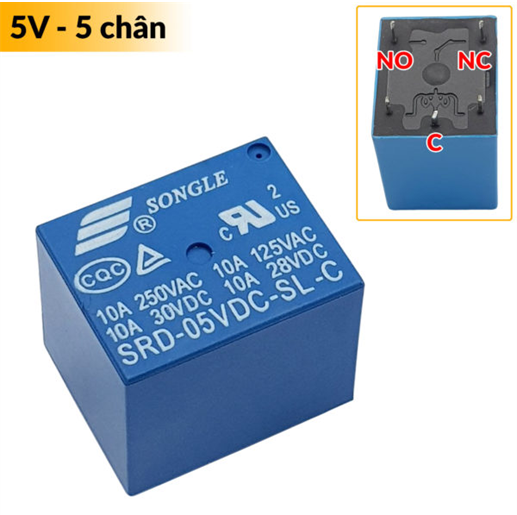 5V - 5 chân
NO
NC
C
SONGLE
®
2
c RU US
CQC
10A 250VAC 10A 125VAC
10A 30VDC 10A 28VDC
SRD-05VDC-SL-C